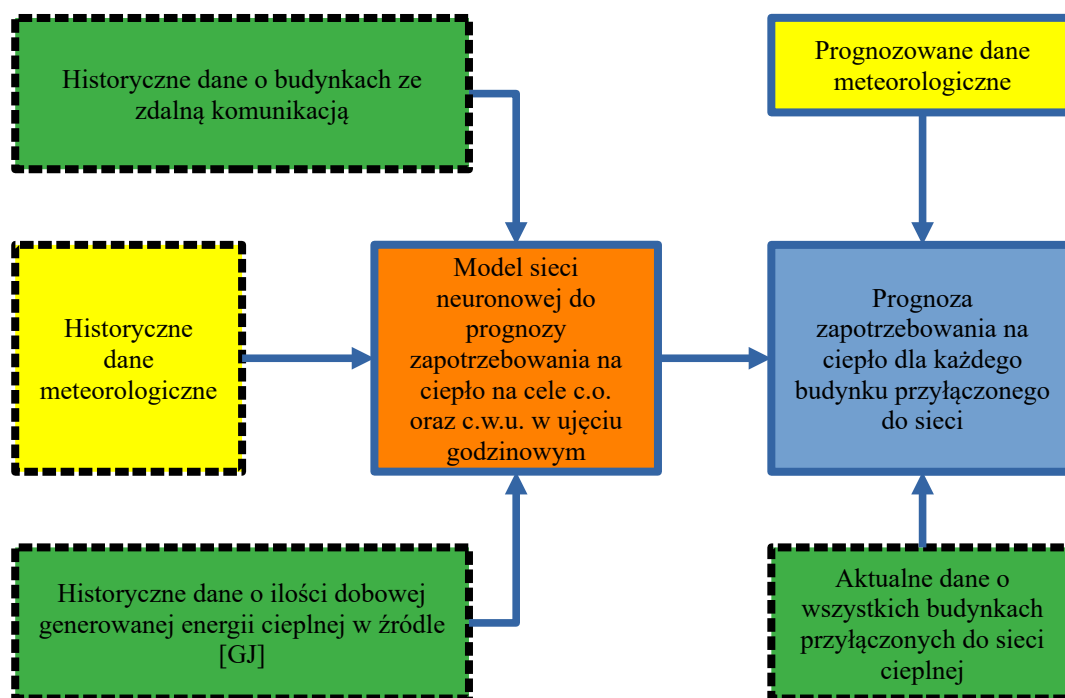 Historyczne dane o budynkach ze
zdalną komunikacją
Prognozowane dane
meteorologiczne
Historyczne
dane
meteorologiczne
Model sieci
neuronowej do
prognozy
zapotrzebowania na
ciepło na cele c.o.
oraz c.w.u. w ujęciu
godzinowym
Prognoza
zapotrzebowania na
ciepło dla każdego
budynku przyłączonego
do sieci
Historyczne dane o ilości dobowej
generowanej energii cieplnej w źródle
[GJ]
Aktualne dane o
wszystkich budynkach
przyłączonych do sieci
cieplnej